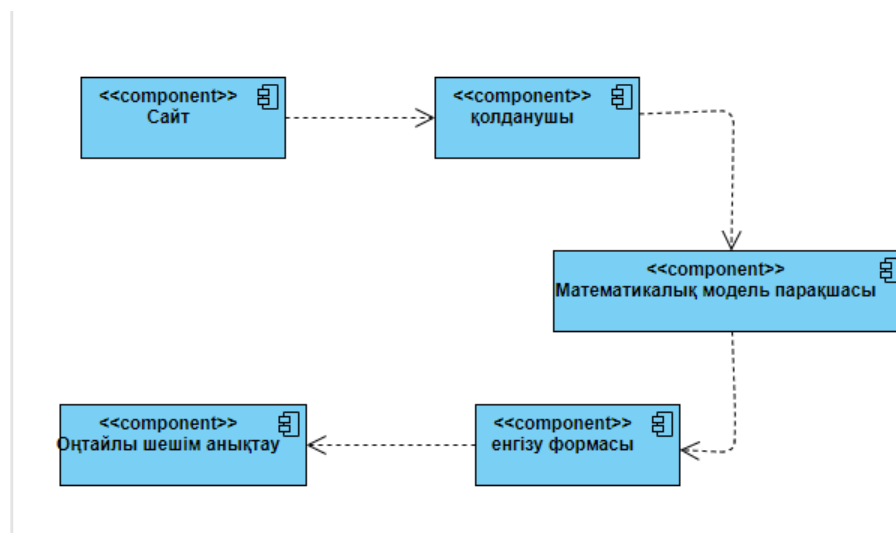 <<component>>
Сайт
<<component>>
қолданушы
<<component>>
Математикалық модель парақшасы
<<component>>
Оңтайлы шешім анықтау
<<component>>
енгізу формасы